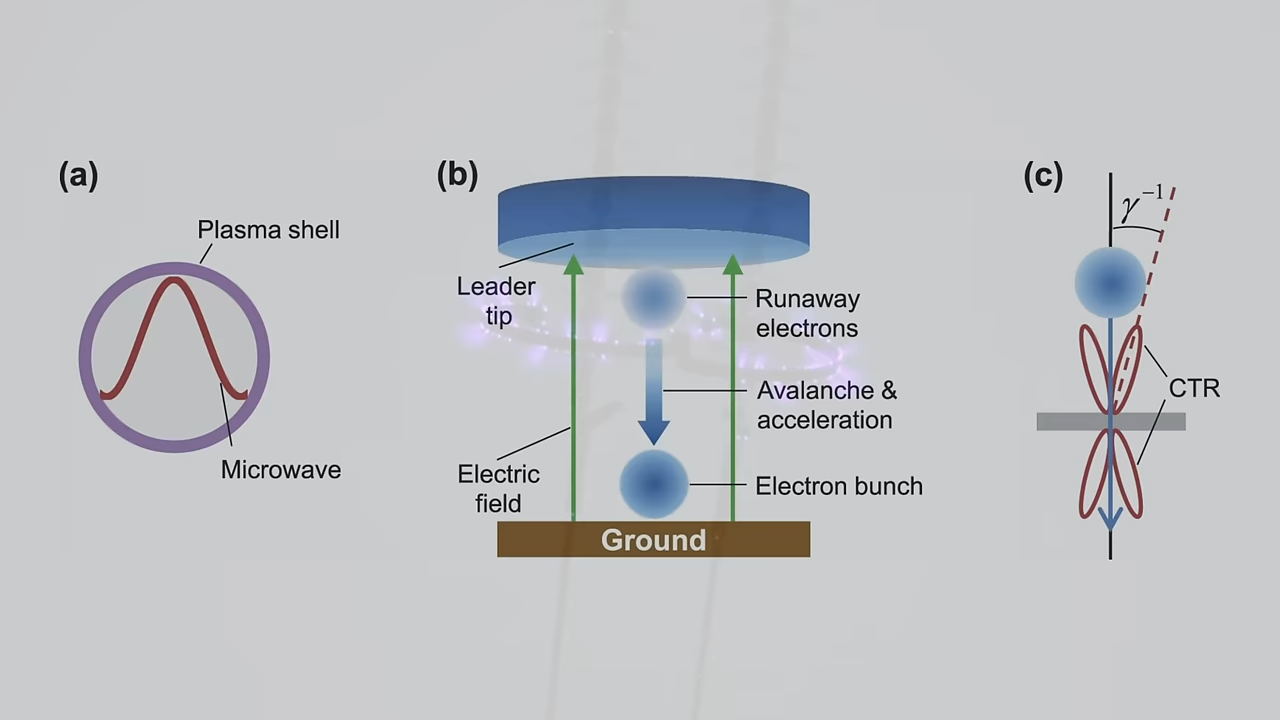 (a)
Plasma shell
Microwave
(b)
Leader
tip
Runaway
electrons
Avalanche &
acceleration
Electric
field
Electron bunch
Ground
(c)
γ⁻¹
CTR